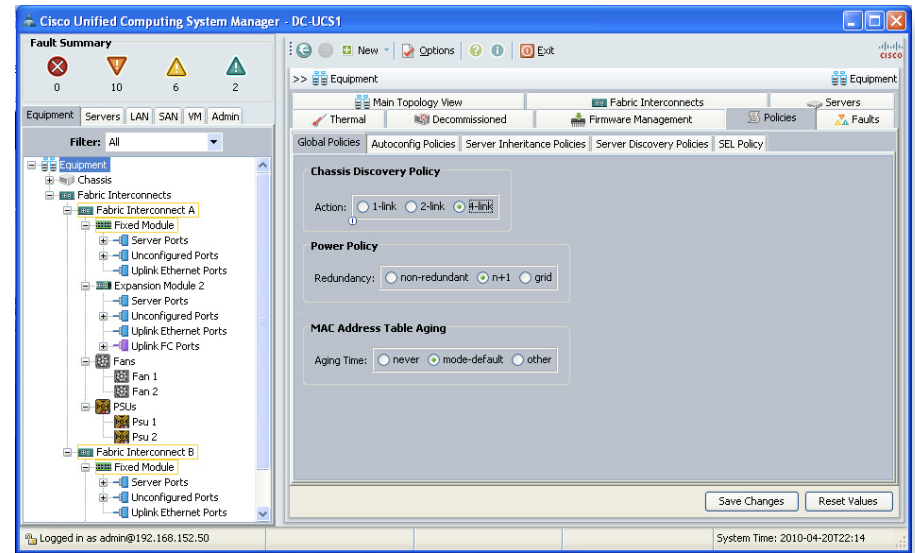 Cisco Unified Computing System Manager - DC-UCS1
Fault Summary
0 10 6 2
New Options Exit
cisco
>> Equipment Equipment
Equipment Servers LAN SAN VM Admin
Filter: All
Main Topology View Fabric Interconnects Servers
Thermal Decommissioned Firmware Management Policies Faults
Global Policies Autoconfig Policies Server Inheritance Policies Server Discovery Policies SEL Policy
Equipment
Chassis
Fabric Interconnects
Fabric Interconnect A
Fixed Module
Server Ports
Unconfigured Ports
Uplink Ethernet Ports
Expansion Module 2
Server Ports
Unconfigured Ports
Uplink Ethernet Ports
Uplink FC Ports
Fans
Fan 1
Fan 2
PSUs
Psu 1
Psu 2
Fabric Interconnect B
Fixed Module
Server Ports
Unconfigured Ports
Uplink Ethernet Ports
Chassis Discovery Policy
Action: 1-link 2-link 4-link
Power Policy
Redundancy: non-redundant n+1 grid
MAC Address Table Aging
Aging Time: never mode-default other
Save Changes Reset Values
Logged in as admin@192.168.152.50 System Time: 2010-04-20T22:14